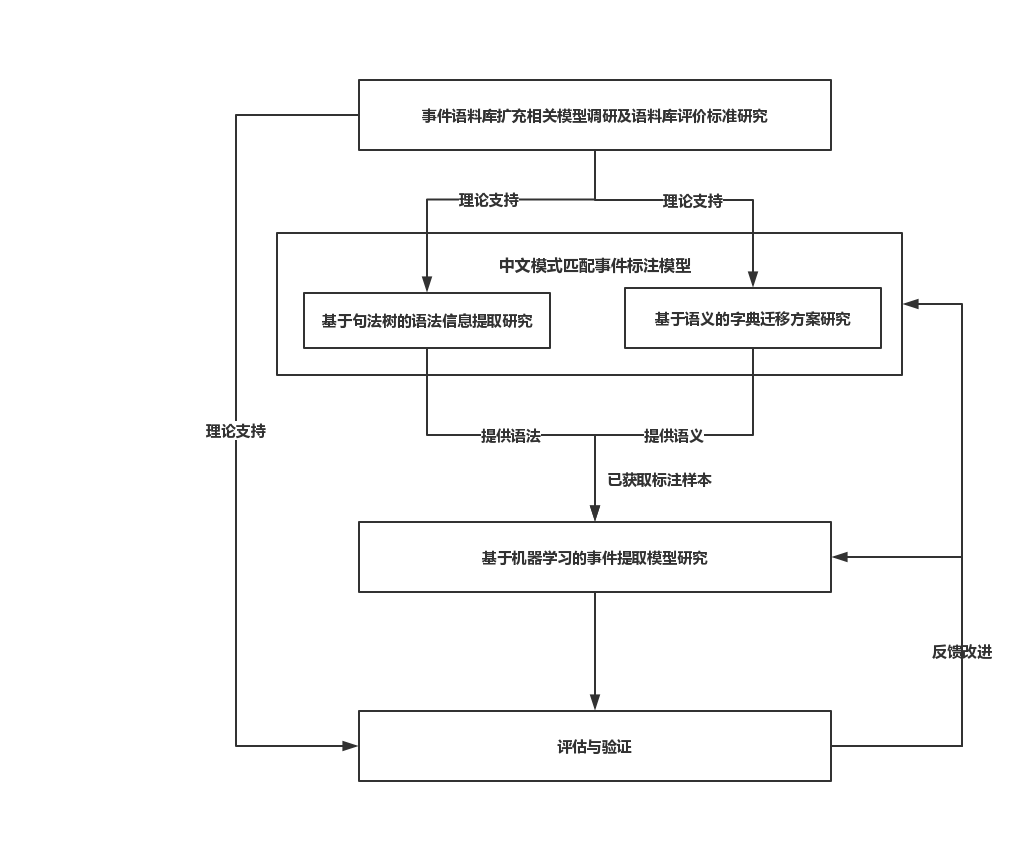 事件语料库扩充相关模型调研及语料库评价标准研究
理论支持
理论支持
中文模式匹配事件标注模型
基于句法树的语法信息提取研究
基于语义的字典迁移方案研究
理论支持
提供语法
提供语义
已获取标注样本
基于机器学习的事件提取模型研究
反馈改进
评估与验证